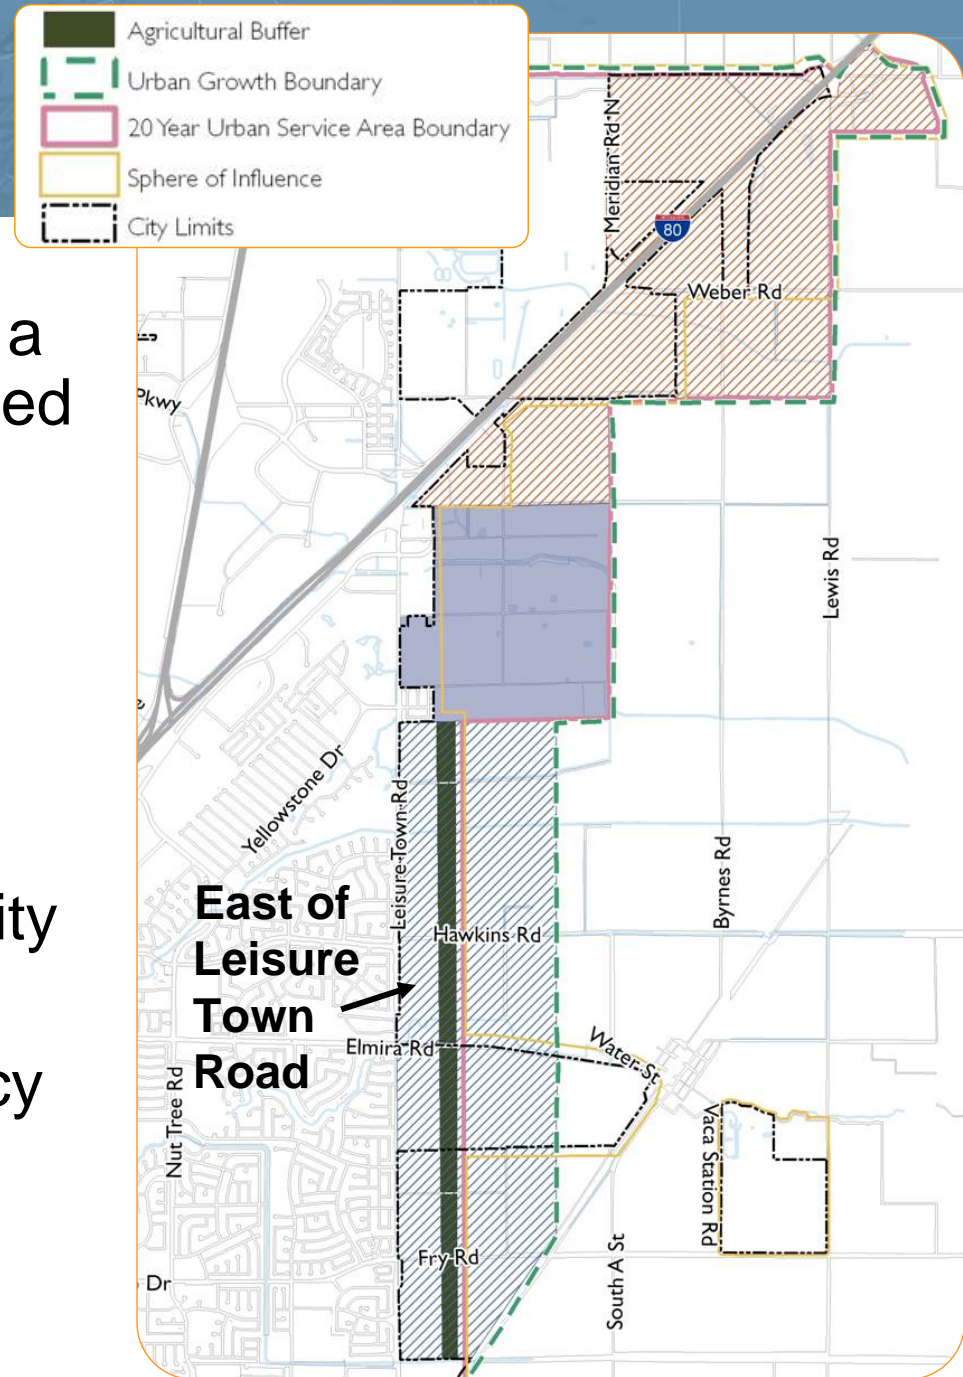 Agricultural Buffer
Urban Growth Boundary
20 Year Urban Service Area Boundary
Sphere of Influence
City Limits
a
ed
ity
cy
Meridian Rd N
80
Weber Rd
Pkwy
Lewis Rd
Yellowstone Dr
Leisure Town Rd
Byrnes Rd
East of
Leisure
Town
Road
Hawkins Rd
Elmira Rd
Water St
Nut Tree Rd
Vaca Station Rd
Fry Rd
South A St
Dr